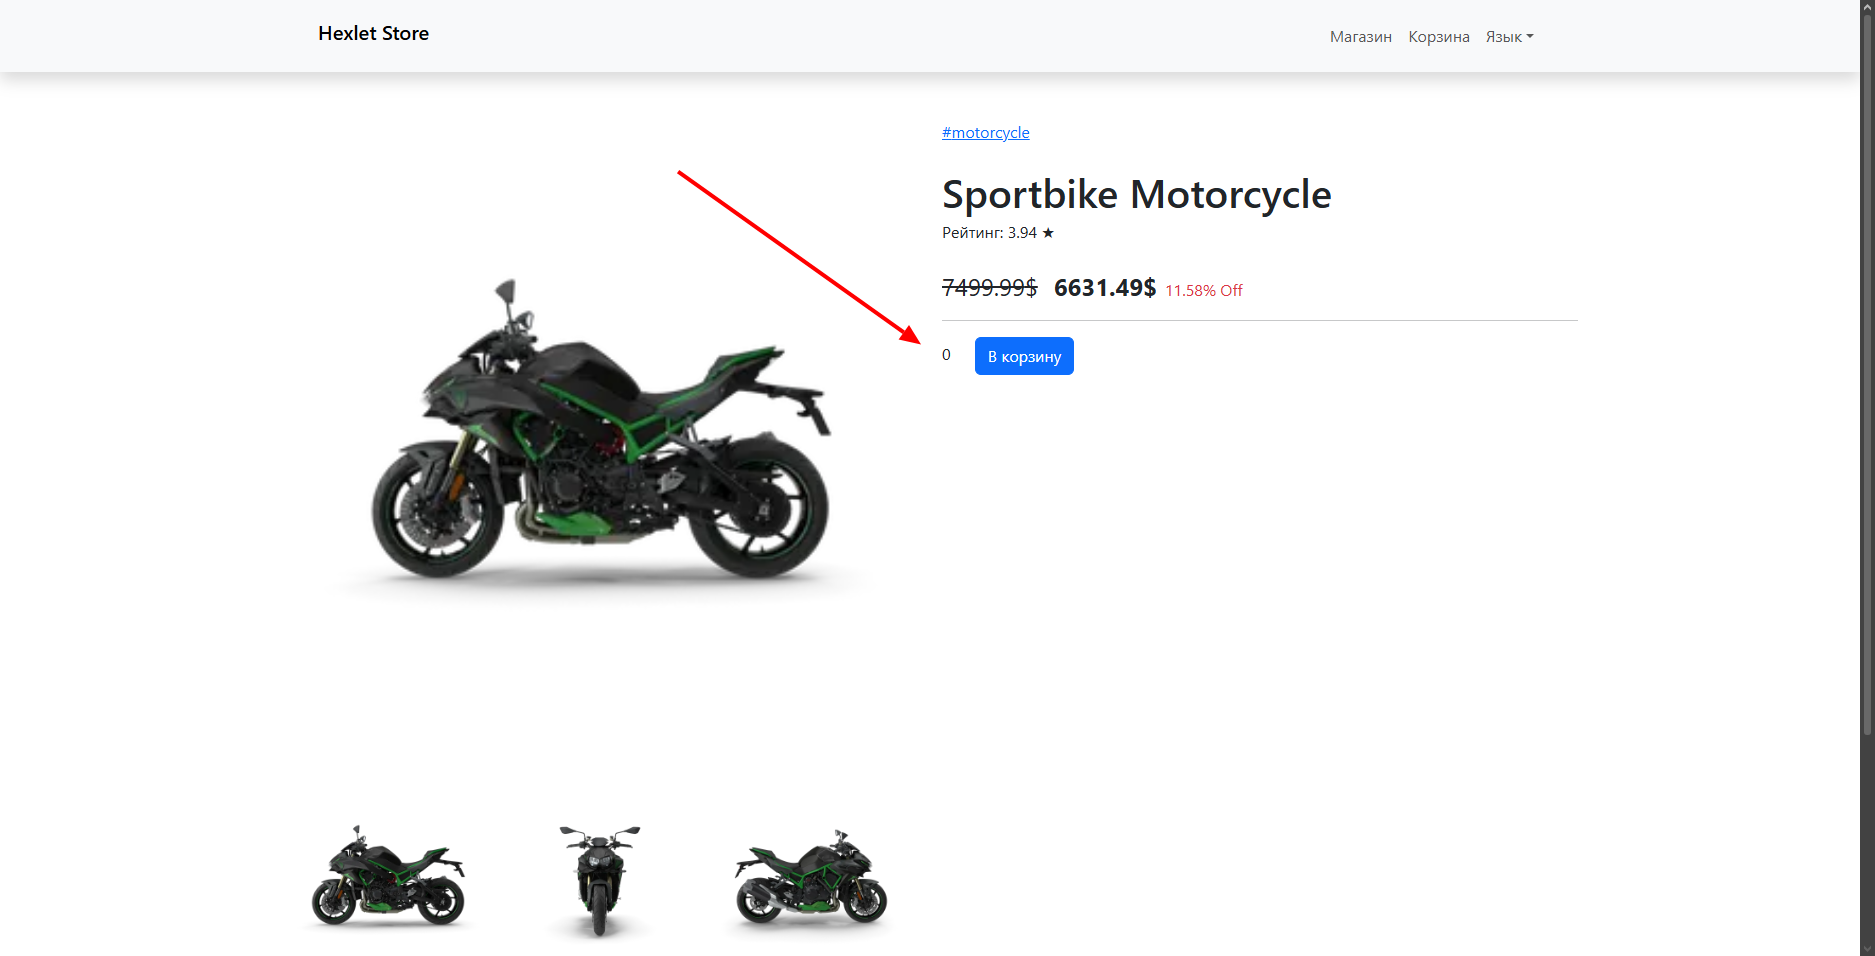 Hexlet Store
Магазин Корзина Язык
#motorcycle
Sportbike Motorcycle
Рейтинг: 3.94 ★
7499.99$ 6631.49$ 11.58% Off
0 В корзину